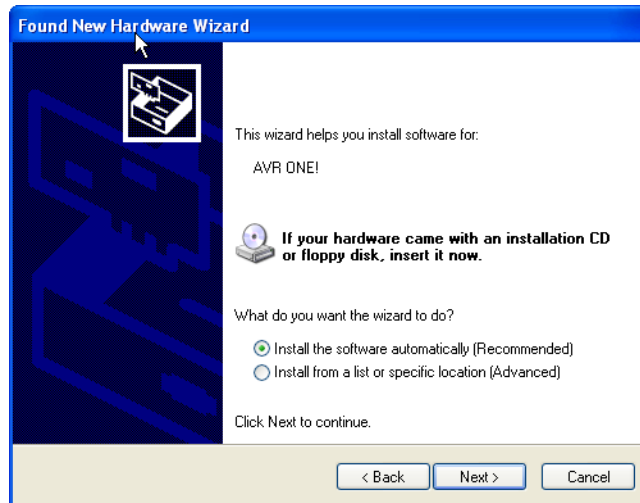 Found New Hardware Wizard
This wizard helps you install software for:
AVR ONE!
If your hardware came with an installation CD
or floppy disk, insert it now.
What do you want the wizard to do?
Install the software automatically (Recommended)
Install from a list or specific location (Advanced)
Click Next to continue.
< Back
Next >
Cancel